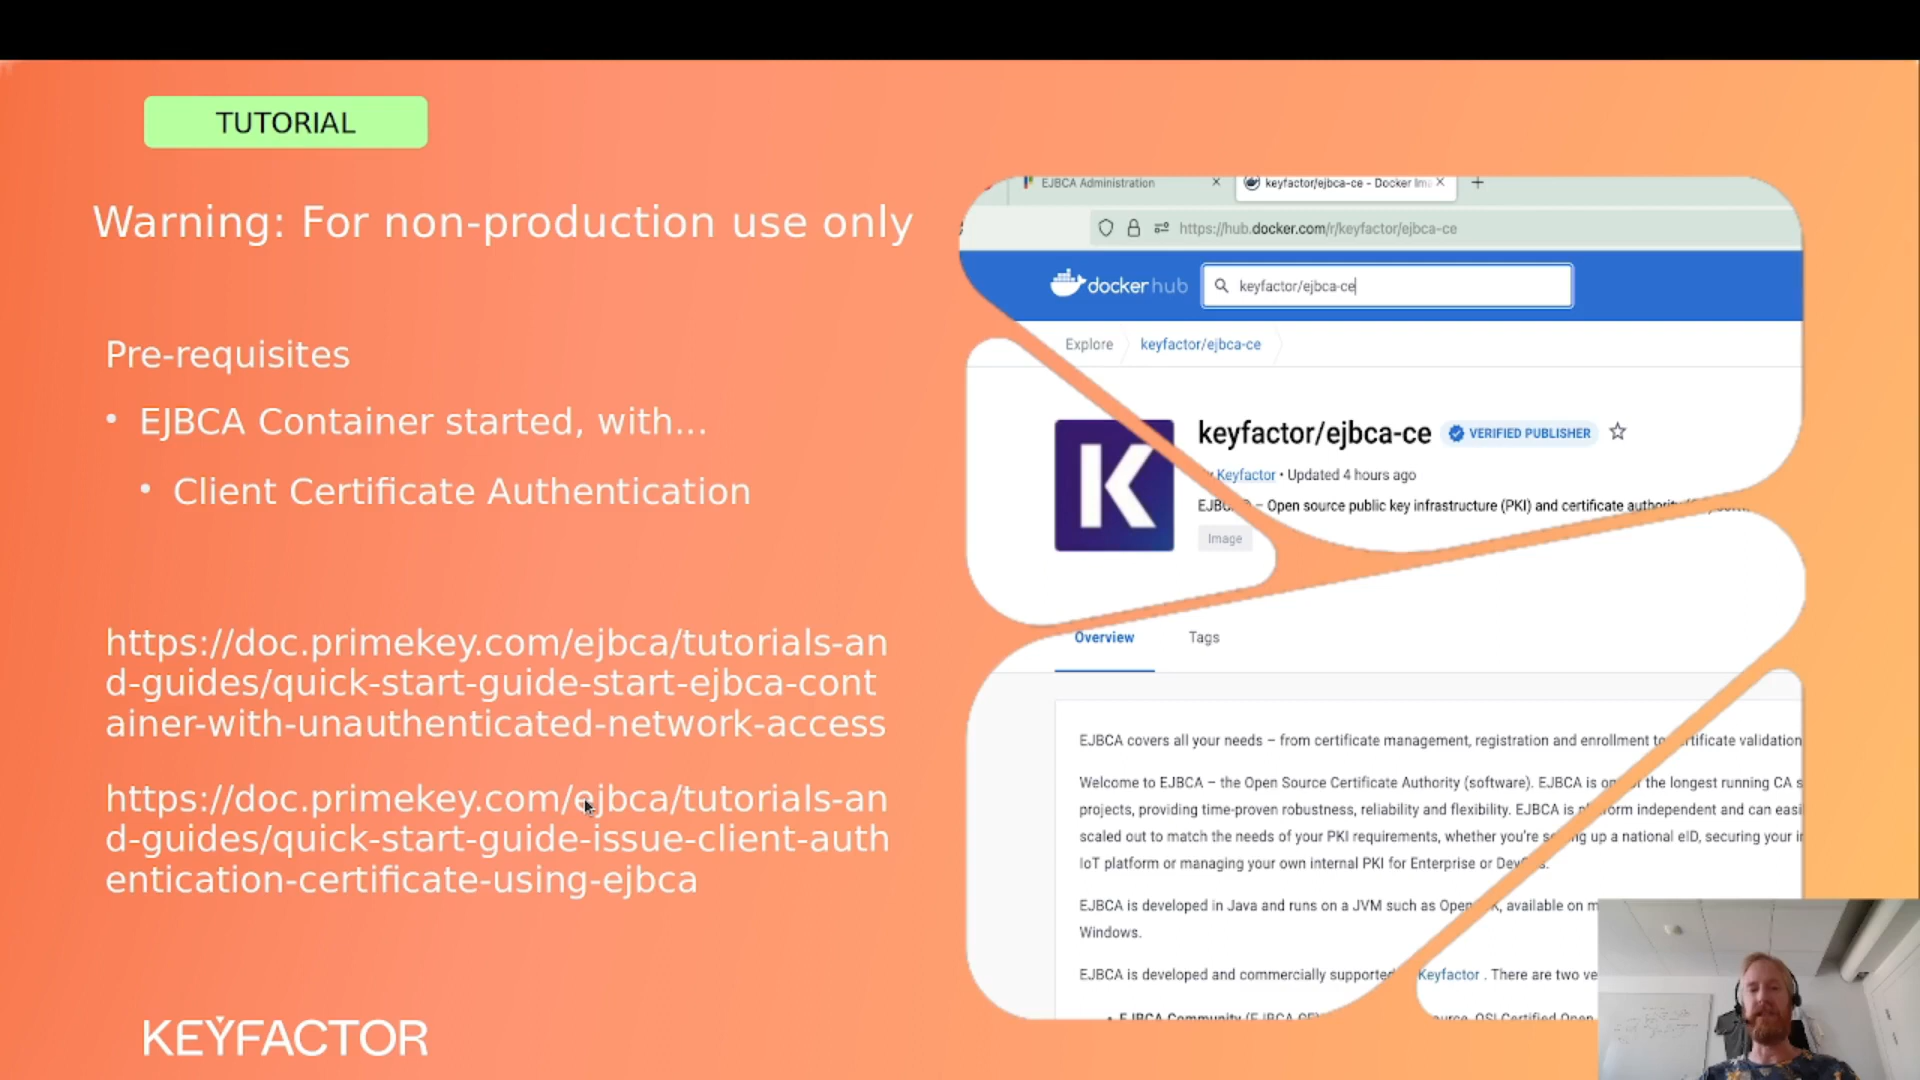 TUTORIAL
Warning: For non-production use only
Pre-requisites
• EJBCA Container started, with...
• Client Certificate Authentication
https://doc.primekey.com/ejbca/tutorials-an
d-guides/quick-start-guide-start-ejbca-cont
ainer-with-unauthenticated-network-access
https://doc.primekey.com/ejbca/tutorials-an
d-guides/quick-start-guide-issue-client-auth
entication-certificate-using-ejbca
KEYFACTOR
EJBCA Administration
keyfactor/ejbca-ce - Docker Im
https://hub.docker.com/r/keyfactor/ejbca-ce
docker hub
keyfactor/ejbca-ce
Explore
keyfactor/ejbca-ce
K
keyfactor/ejbca-ce
VERIFIED PUBLISHER
Keyfactor • Updated 4 hours ago
– Open source public key infrastructure (PKI) and certificate
Image
Overview
Tags
EJBCA covers all your needs – from certificate management, registration and enrollment to validation
Welcome to EJBCA – the Open Source Certificate Authority (software). EJBCA is the longest running CA s
projects, providing time-proven robustness, reliability and flexibility. EJBCA is independent and can easi
scaled out to match the needs of your PKI requirements, whether you're up a national eID, securing your i
IoT platform or managing your own internal PKI for Enterprise or
EJBCA is developed in Java and runs on a JVM such as available on m
Windows.
EJBCA is developed and commercially supported Keyfactor . There are two ve
• EJBCA Community